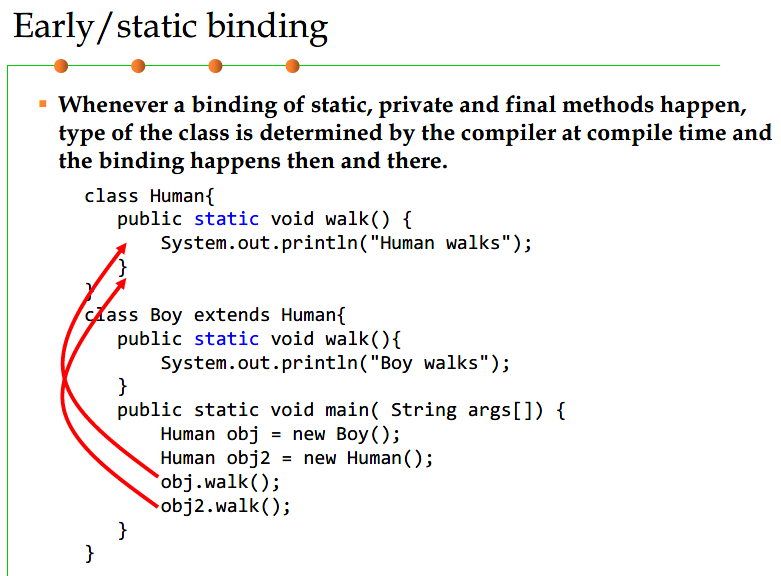 Early/static binding
Whenever a binding of static, private and final methods happen,
type of the class is determined by the compiler at compile time and
the binding happens then and there.
class Human{
public static void walk() {
System.out.println("Human walks");
}
}
class Boy extends Human{
public static void walk(){
System.out.println("Boy walks");
}
public static void main( String args[]) {
Human obj = new Boy();
Human obj2 = new Human();
obj.walk();
obj2.walk();
}
}